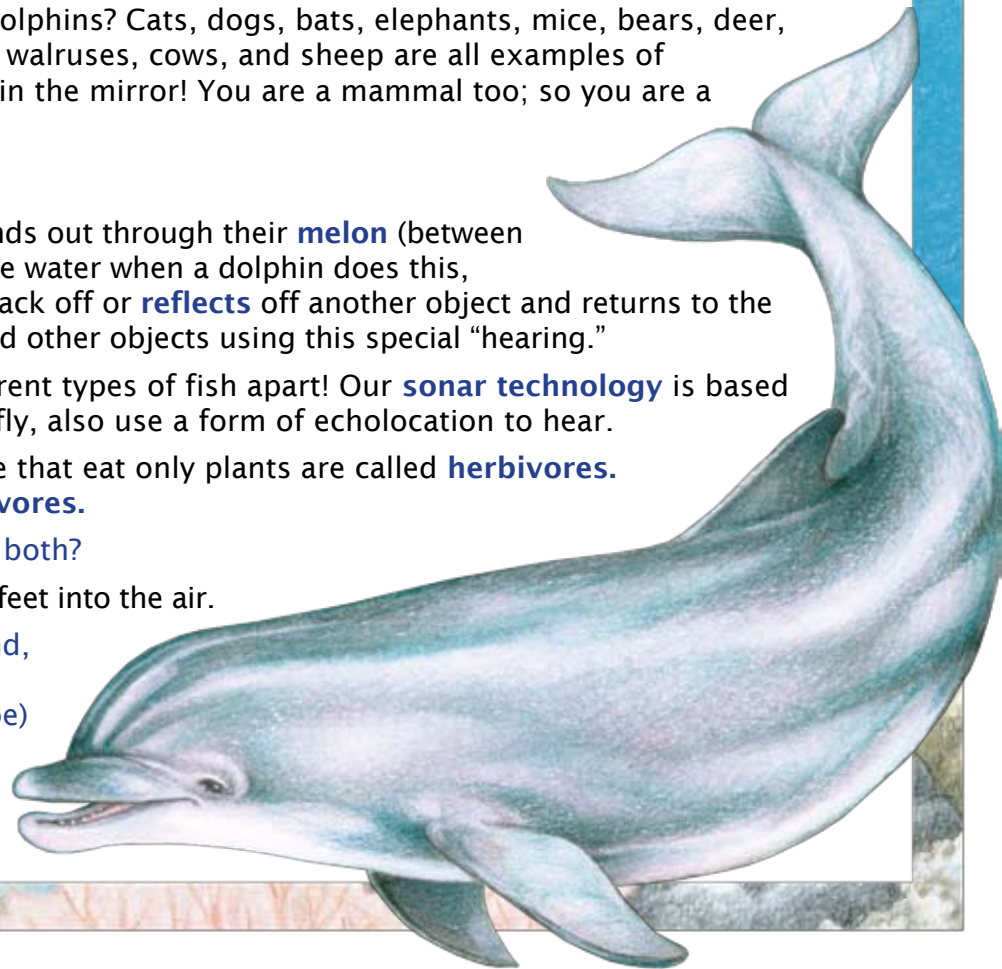 olphins? Cats, dogs, bats, elephants, mice, bears, deer,
walruses, cows, and sheep are all examples of
in the mirror! You are a mammal too; so you are a
nds out through their melon (between
e water when a dolphin does this,
ack off or reflects off another object and returns to the
d other objects using this special “hearing.”
rent types of fish apart! Our sonar technology is based
fly, also use a form of echolocation to hear.
e that eat only plants are called herbivores.
vores.
both?
feet into the air.
d,
e)